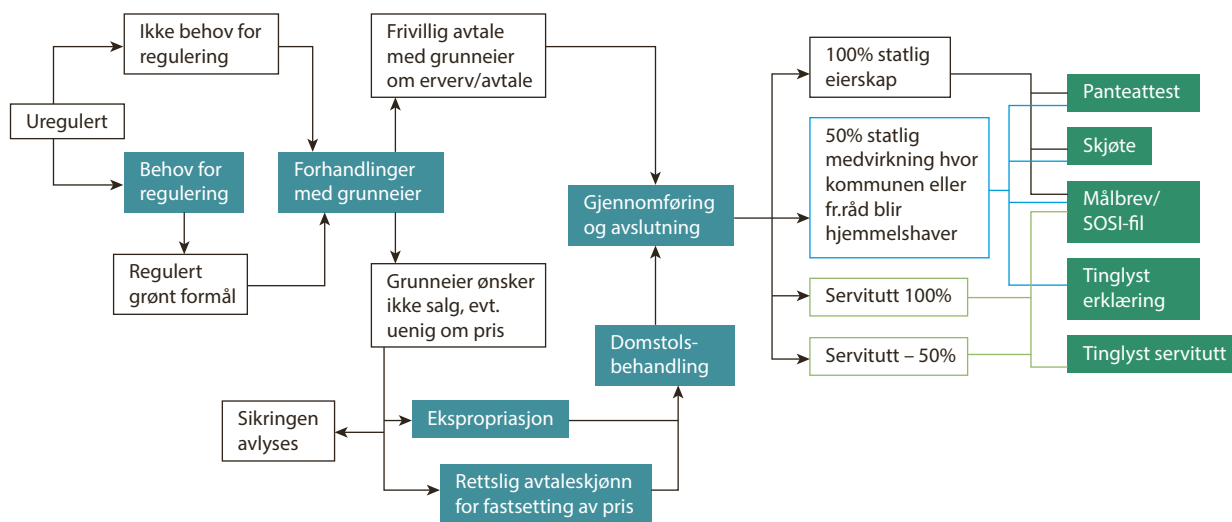 Ikke behov for
regulering
Uregulert
Behov for
regulering
Regulert
grønt formål
Forhandlinger
med grunneier
Frivillig avtale
med grunneier
om erverv/avtale
Grunneier ønsker
ikke salg, evt.
uenig om pris
Sikringen
avlyses
Ekspropriasjon
Rettslig avtaleskjønn
for fastsetting av pris
Domstols-
behandling
Gjennomføring
og avslutning
100% statlig
eierskap
50% statlig
medvirkning hvor
kommunen eller
fr.råd blir
hjemmelshaver
Servitutt 100%
Servitutt – 50%
Panteattest
Skjøte
Målbrev/
SOSI-fil
Tinglyst
erklæring
Tinglyst servitutt